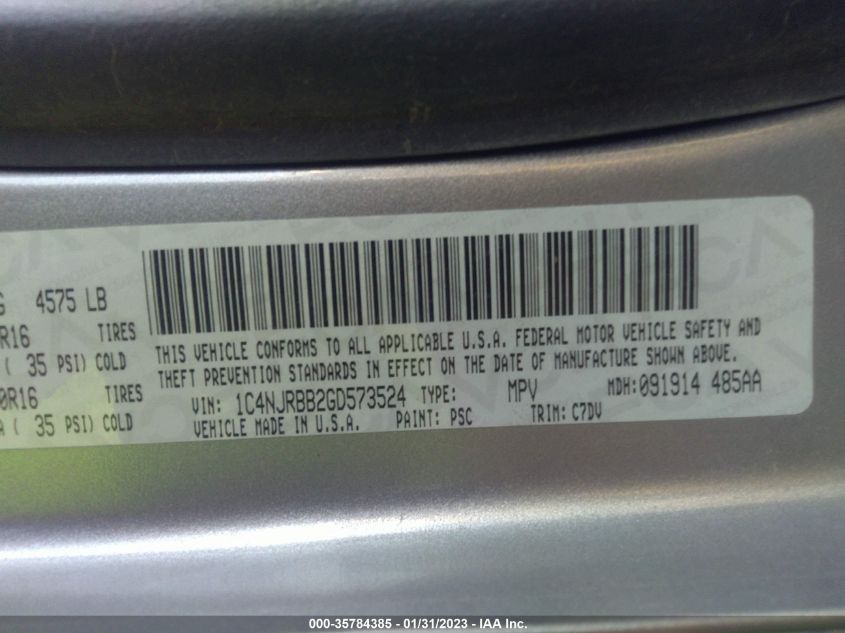 G 4575 LB
R16 TIRES
( 35 PSI) COLD
0R16 TIRES
A ( 35 PSI) COLD
THIS VEHICLE CONFORMS TO ALL APPLICABLE U.S.A. FEDERAL MOTOR VEHICLE SAFETY AND
THEFT PREVENTION STANDARDS IN EFFECT ON THE DATE OF MANUFACTURE SHOWN ABOVE.
VIN: 1C4NJRBB2GD573524 TYPE: MPV MDH: 091914 485AA
VEHICLE MADE IN U.S.A. PAINT: PSC TRIM: C7DV
000-35784385 - 01/31/2023 - IAA Inc.